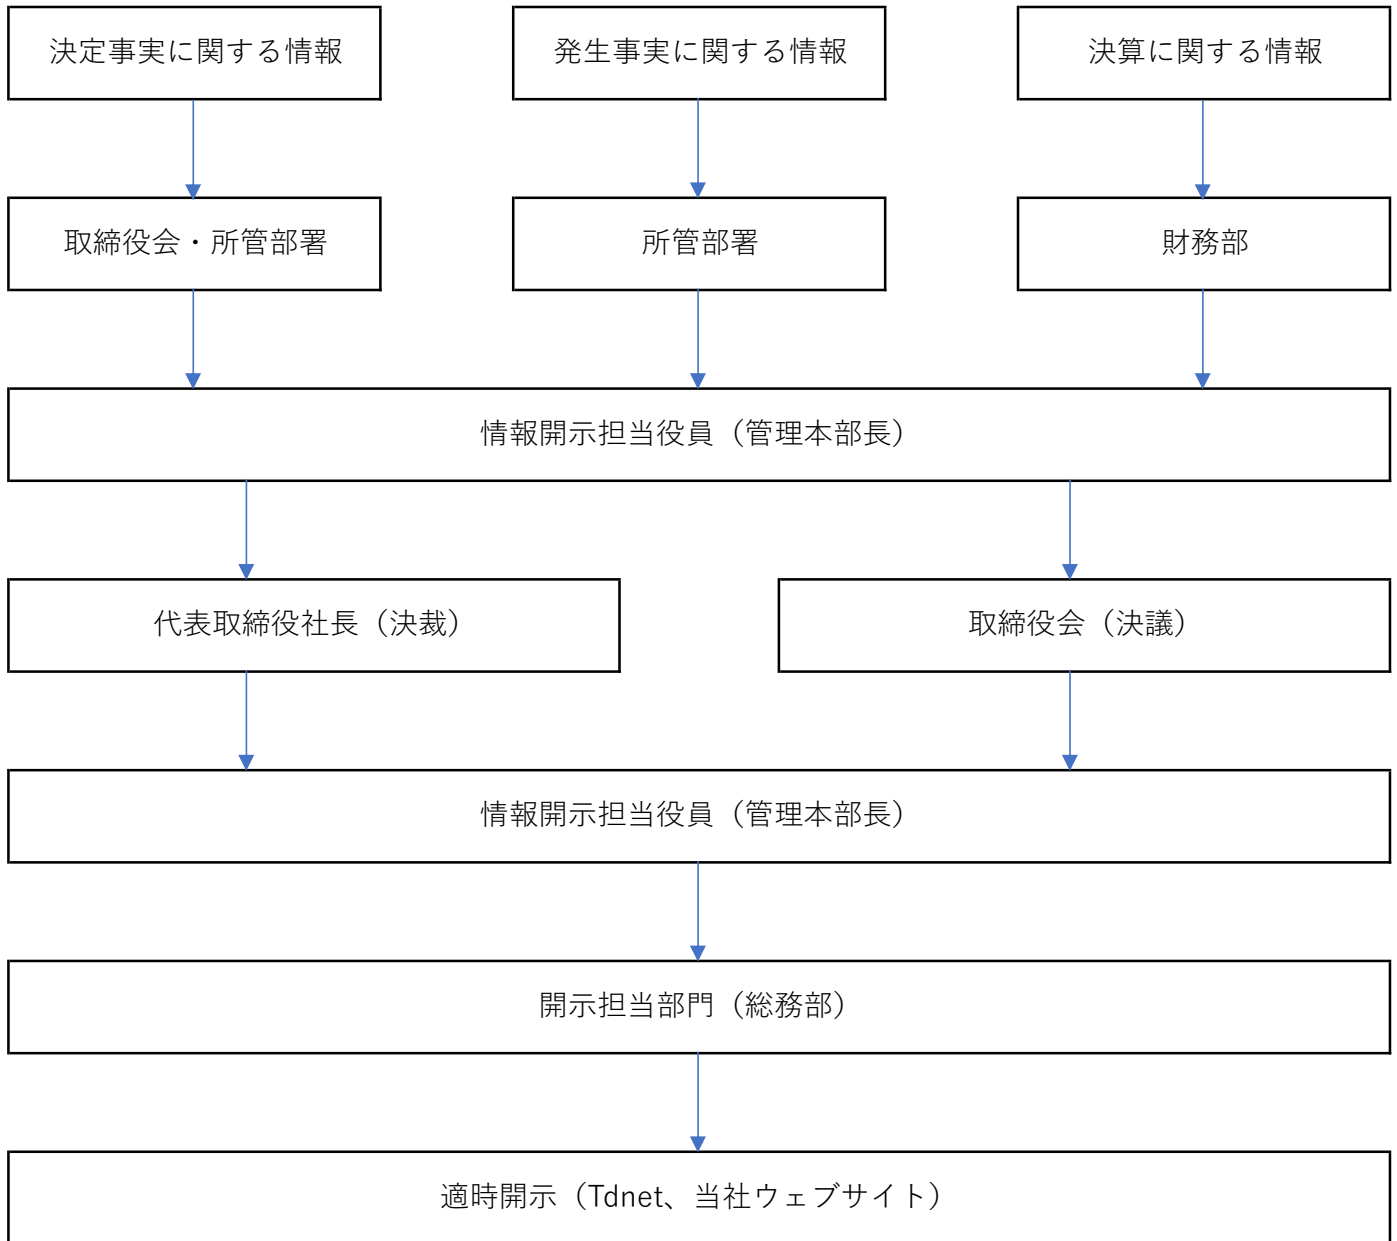 決定事実に関する情報
発生事実に関する情報
決算に関する情報
取締役会・所管部署
所管部署
財務部
情報開示担当役員（管理本部長）
代表取締役社長（決裁）
取締役会（決議）
情報開示担当役員（管理本部長）
開示担当部門（総務部）
適時開示（Tdnet、当社ウェブサイト）